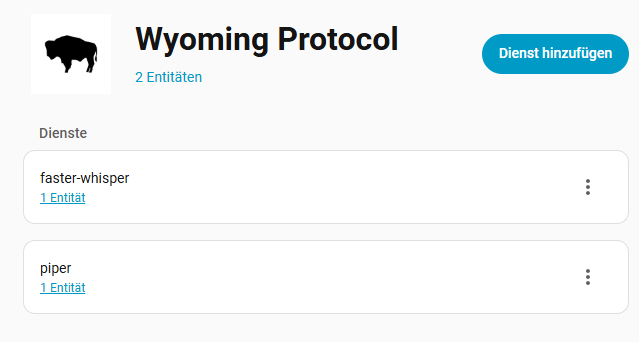 Wyoming Protocol
2 Entitäten
Dienst hinzufügen
Dienste
faster-whisper
1 Entität
piper
1 Entität